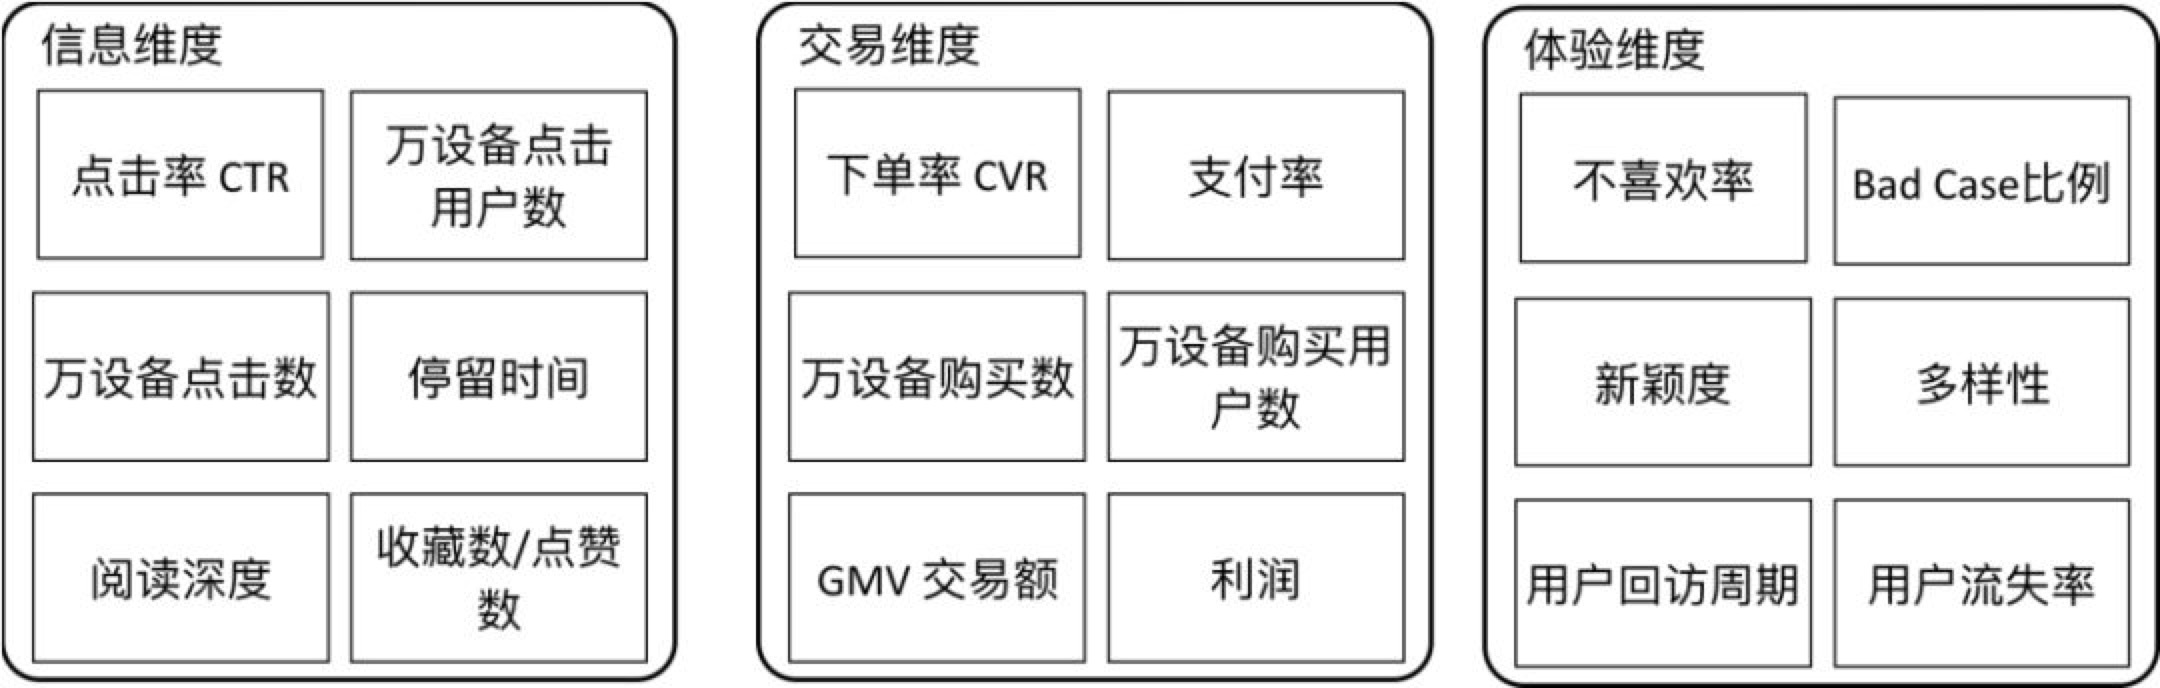 信息维度
点击率 CTR
万设备点击
用户数
万设备点击数
停留时间
阅读深度
收藏数/点赞
数
交易维度
下单率 CVR
支付率
万设备购买数
万设备购买用
户数
GMV 交易额
利润
体验维度
不喜欢率
Bad Case比例
新颖度
多样性
用户回访周期
用户流失率